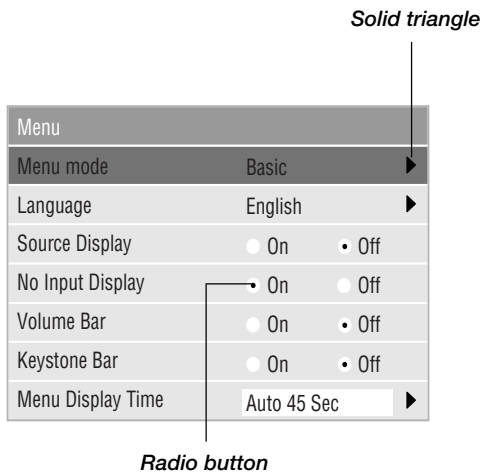 Solid triangle
Menu
Menu mode Basic
Language English
Source Display On Off
No Input Display On Off
Volume Bar On Off
Keystone Bar On Off
Menu Display Time Auto 45 Sec
Radio button